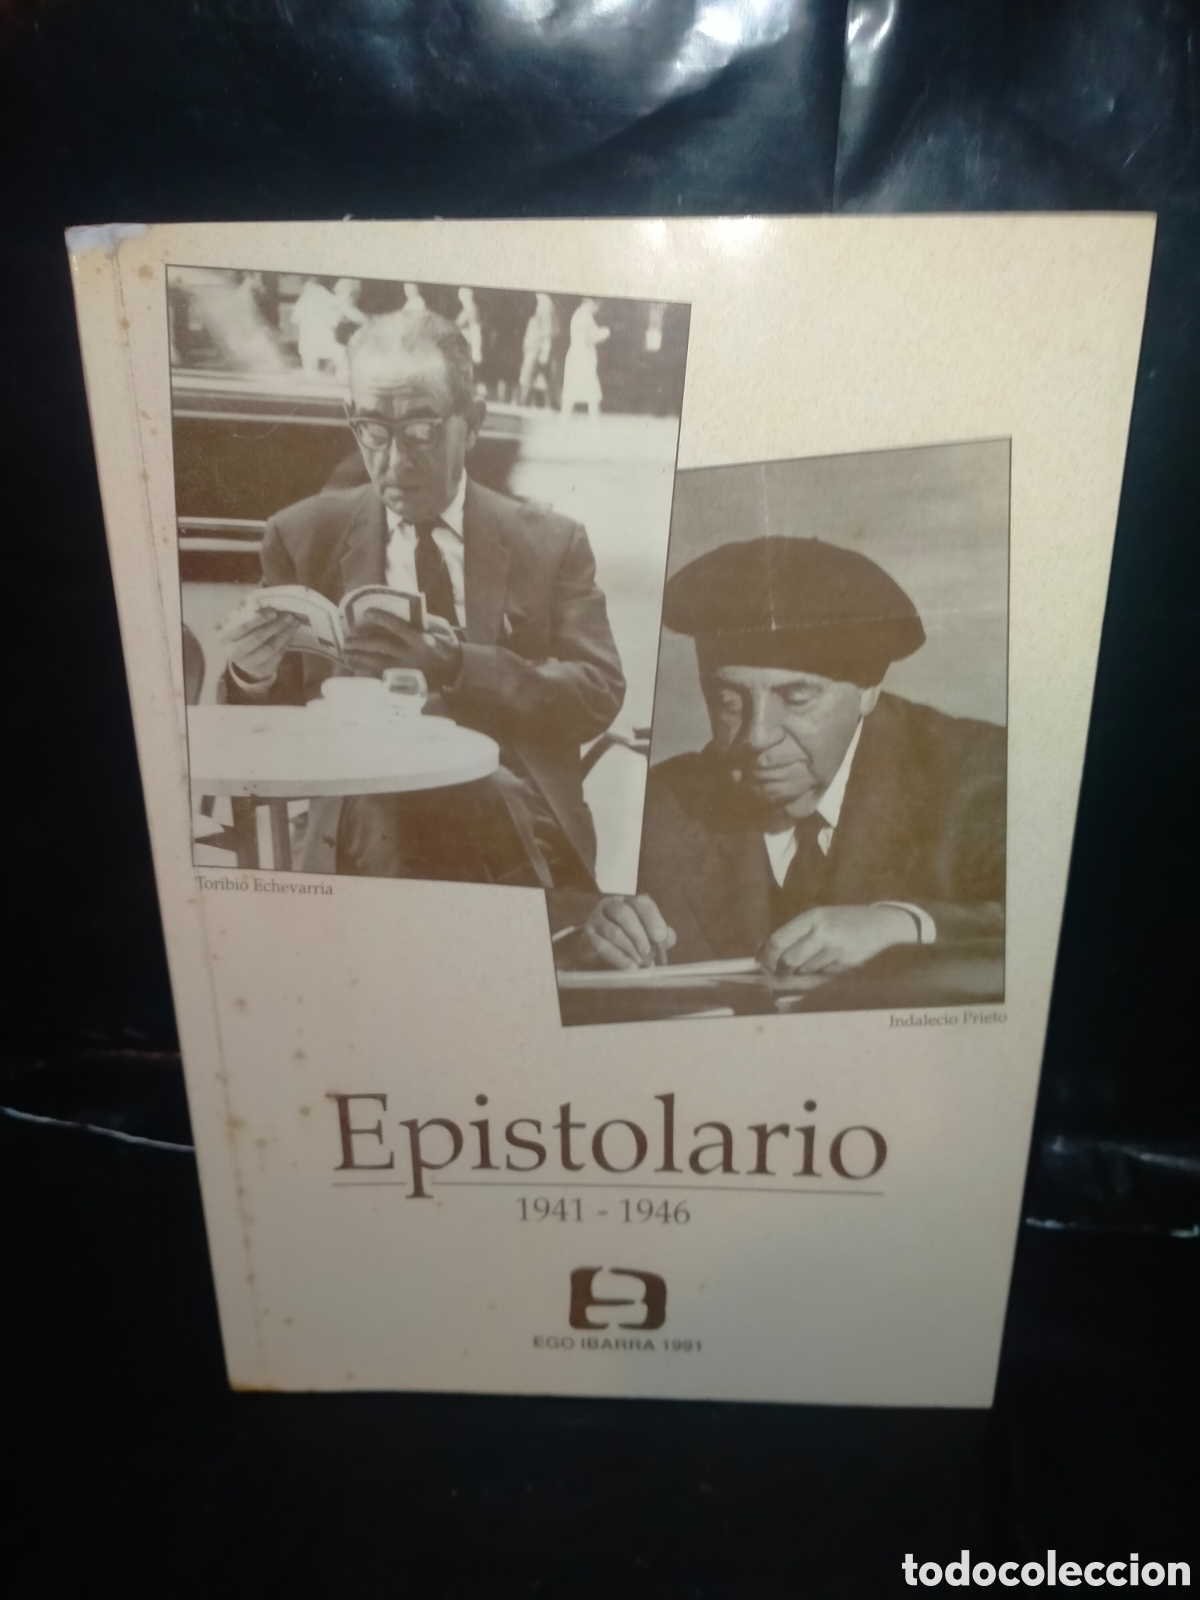 Toribio Echevarria
Indalecio Prieto
Epistolario
1941 - 1946
EGO IBARRA 1991
todocoleccion